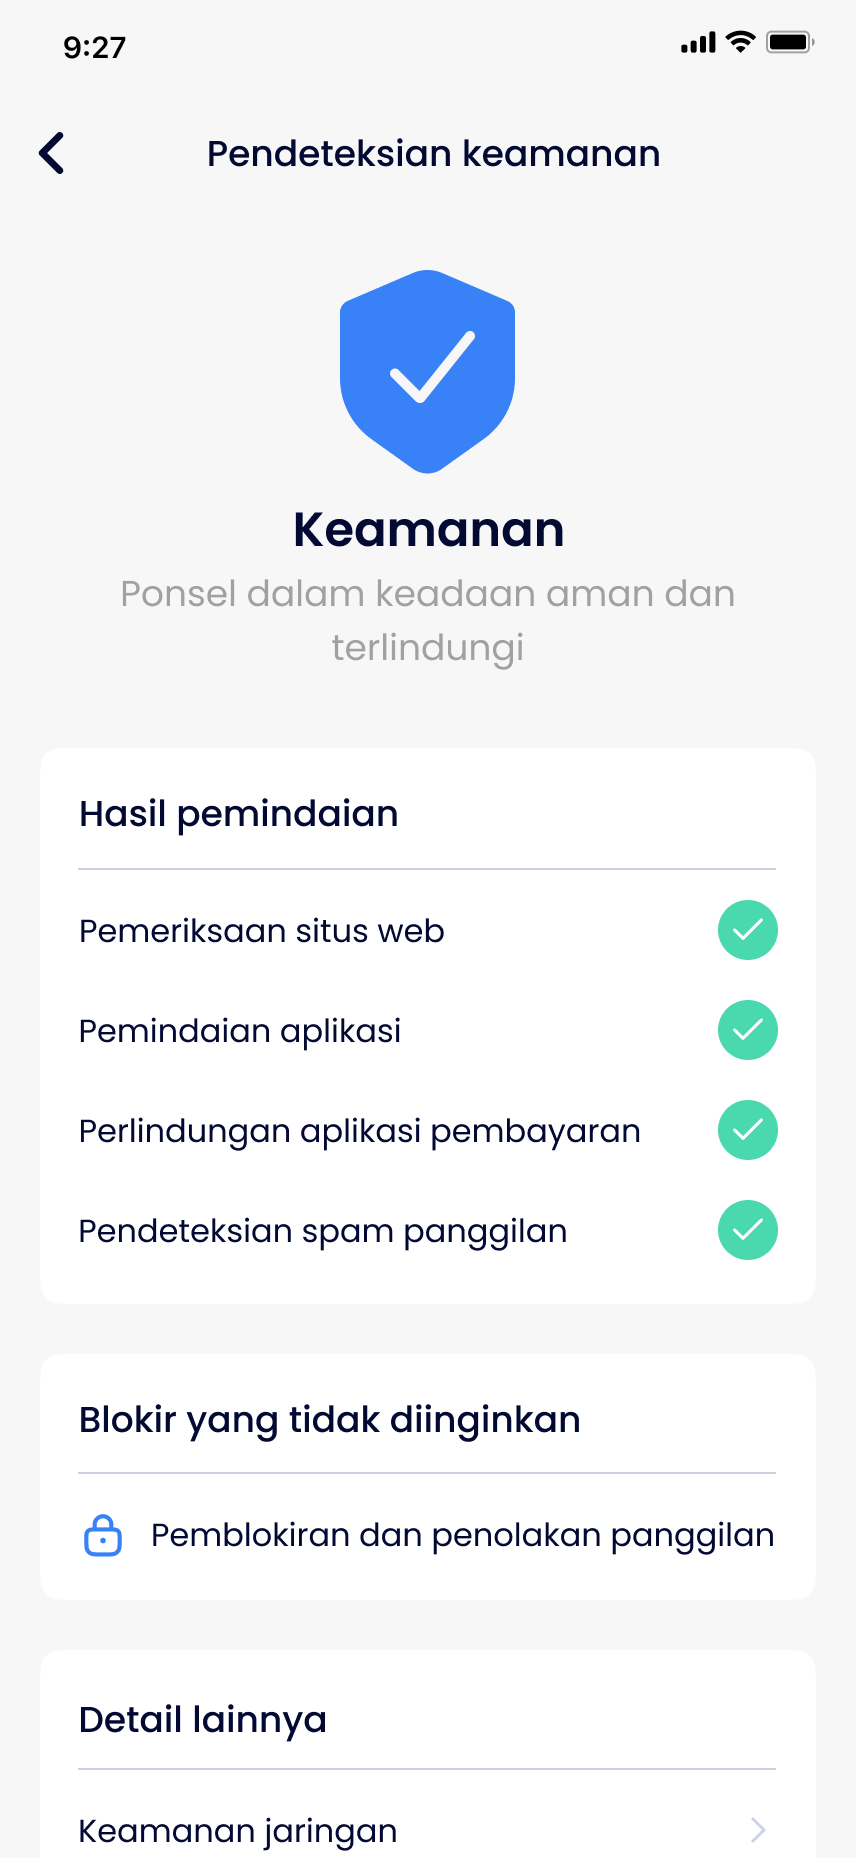 9:27
Pendeteksian keamanan
Keamanan
Ponsel dalam keadaan aman dan
terlindungi
Hasil pemindaian
Pemeriksaan situs web
Pemindaian aplikasi
Perlindungan aplikasi pembayaran
Pendeteksian spam panggilan
Blokir yang tidak diinginkan
Pemblokiran dan penolakan panggilan
Detail lainnya
Keamanan jaringan